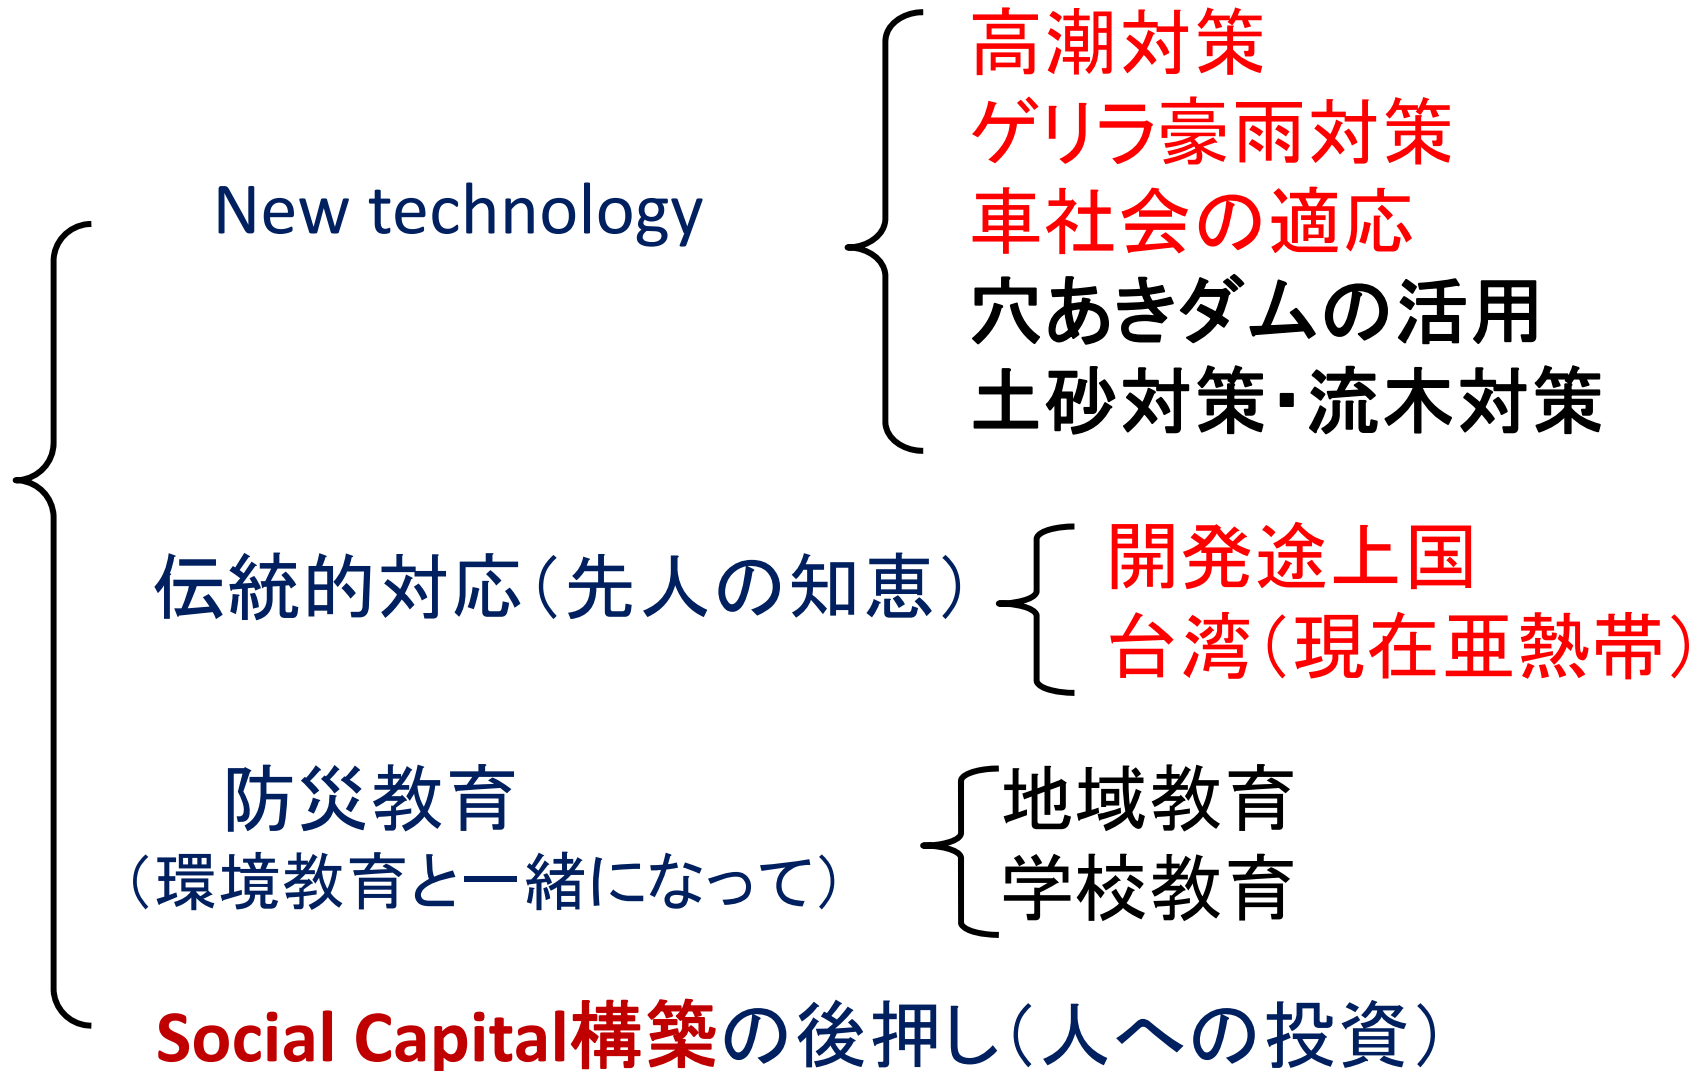 New technology
高潮対策
ゲリラ豪雨対策
車社会の適応
穴あきダムの活用
土砂対策・流木対策
伝統的対応（先人の知恵）
開発途上国
台湾（現在亜熱帯）
防災教育
（環境教育と一緒になって）
地域教育
学校教育
Social Capital構築の後押し（人への投資）